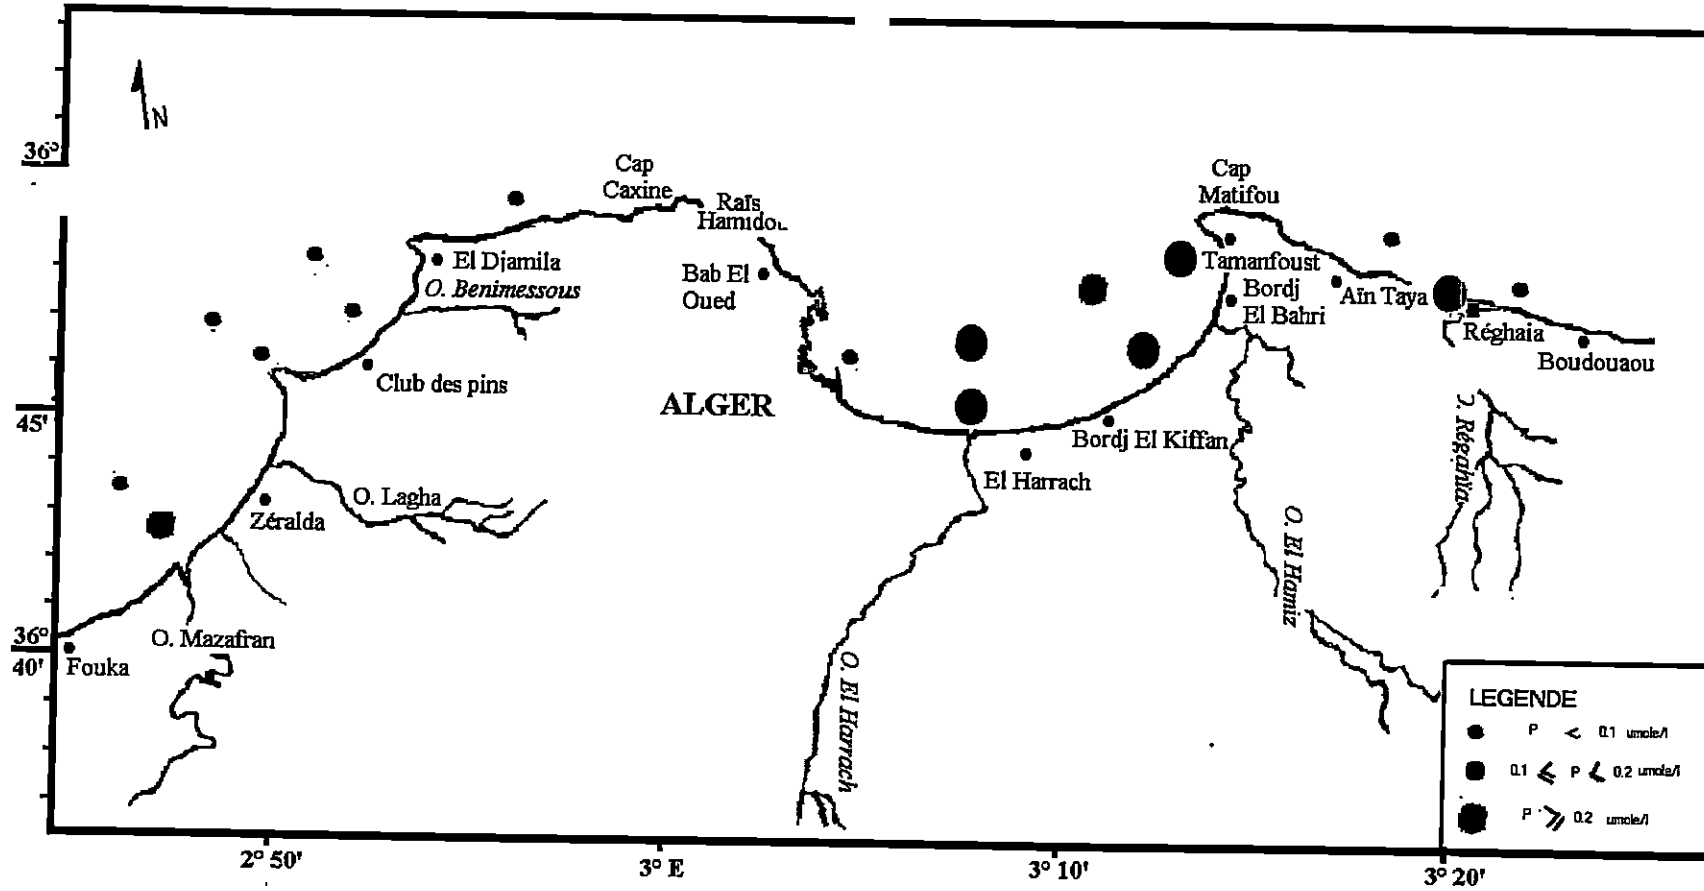 N
36°
Cap
Caxine
Raïs
Hamidou
Cap
Matifou
El Djamila
O. Benimessous
Bab El
Oued
Tamanfoust
Bordj
El Bahri
Aïn Taya
Réghaia
Boudouaou
Club des pins
45'
ALGER
Bordj El Kiffan
El Harrach
O. Réghaïa
O. Lagha
Zéralda
O. El Hamiz
36°
40'
O. Mazafran
Fouka
O. El Harrach
LEGENDE
P < 0.1 umole/l
0.1 ≤ P < 0.2 umole/l
P ≥ 0.2 umole/l
2° 50'
3° E
3° 10'
3° 20'